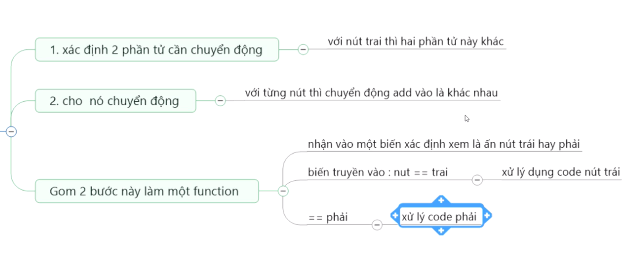 1. xác định 2 phần tử cần chuyển động
với nút trai thì hai phần tử này khác
2. cho nó chuyển động
với từng nút thì chuyển động add vào là khác nhau
Gom 2 bước này làm một function
nhận vào một biến xác định xem là ấn nút trái hay phải
biến truyền vào : nut == trai
xử lý dụng code nút trái
== phải
xử lý code phải